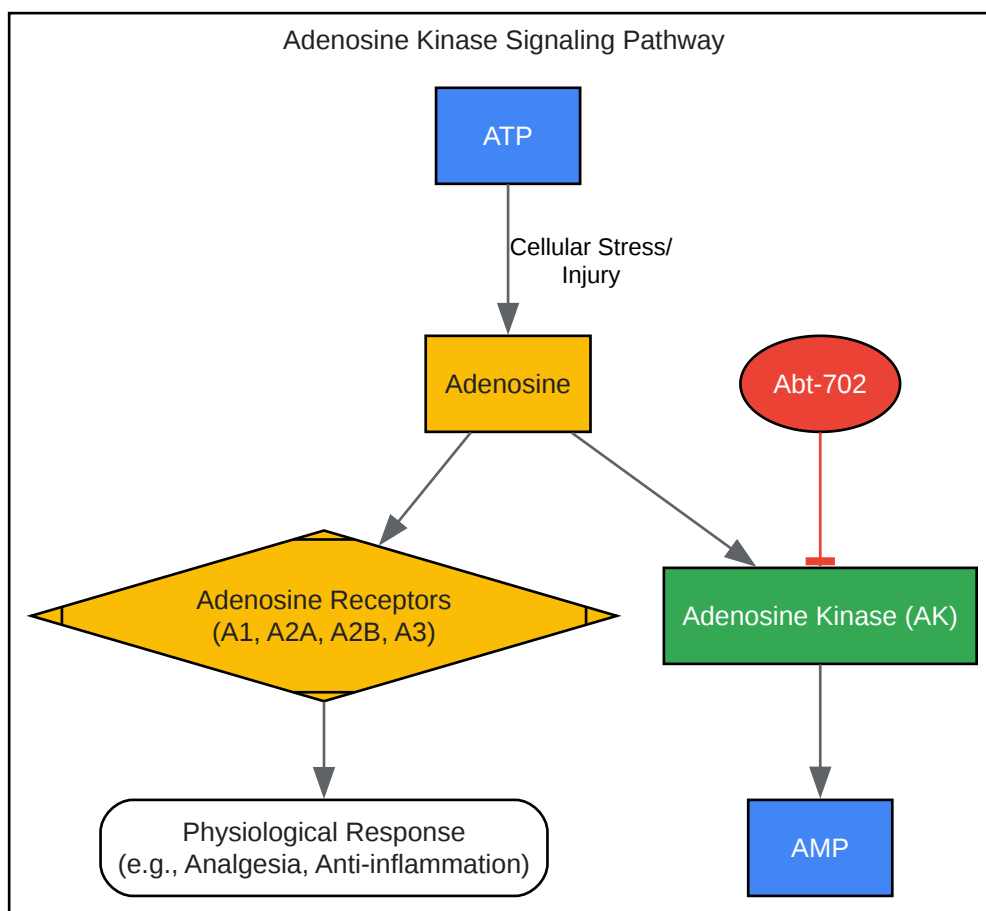 Adenosine Kinase Signaling Pathway
ATP
Cellular Stress/
Injury
Adenosine
Abt-702
Adenosine Receptors
(A1, A2A, A2B, A3)
Adenosine Kinase (AK)
Physiological Response
(e.g., Analgesia, Anti-inflammation)
AMP